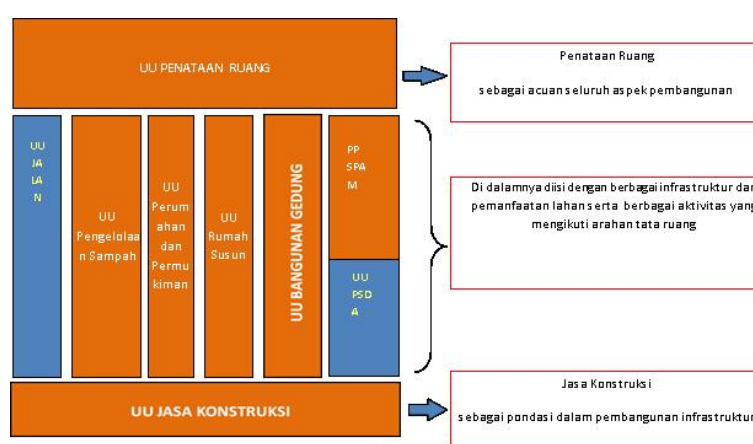 UU PENATAAN RUANG
Penataan Ruang
sebagai acuan seluruh aspek pembangunan
UU
JA
LA
N
UU
Pengelolaa
n Sampah
UU
Perum
ahan
dan
Permu
kiman
UU
Rumah
Susun
UU BANGUNAN GEDUNG
PP
SPA
M
UU
PSD
A
Di dalamnya diisi dengan berbagai infrastruktur dan
pemanfaatan lahan serta berbagai aktivitas yang
mengikuti arahan tata ruang
UU JASA KONSTRUKSI
Jasa Konstruksi
sebagai pondasi dalam pembangunan infrastruktur